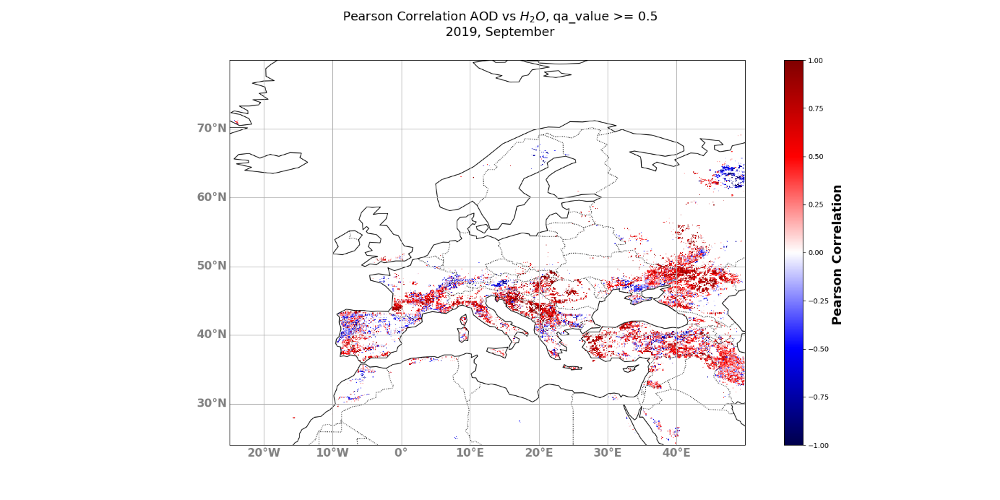 Pearson Correlation AOD vs H₂O, qa_value >= 0.5
2019, September
70°N
60°N
50°N
40°N
30°N
20°W 10°W 0° 10°E 20°E 30°E 40°E
1.00
0.75
0.50
0.25
0.00
−0.25
−0.50
−0.75
−1.00
Pearson Correlation